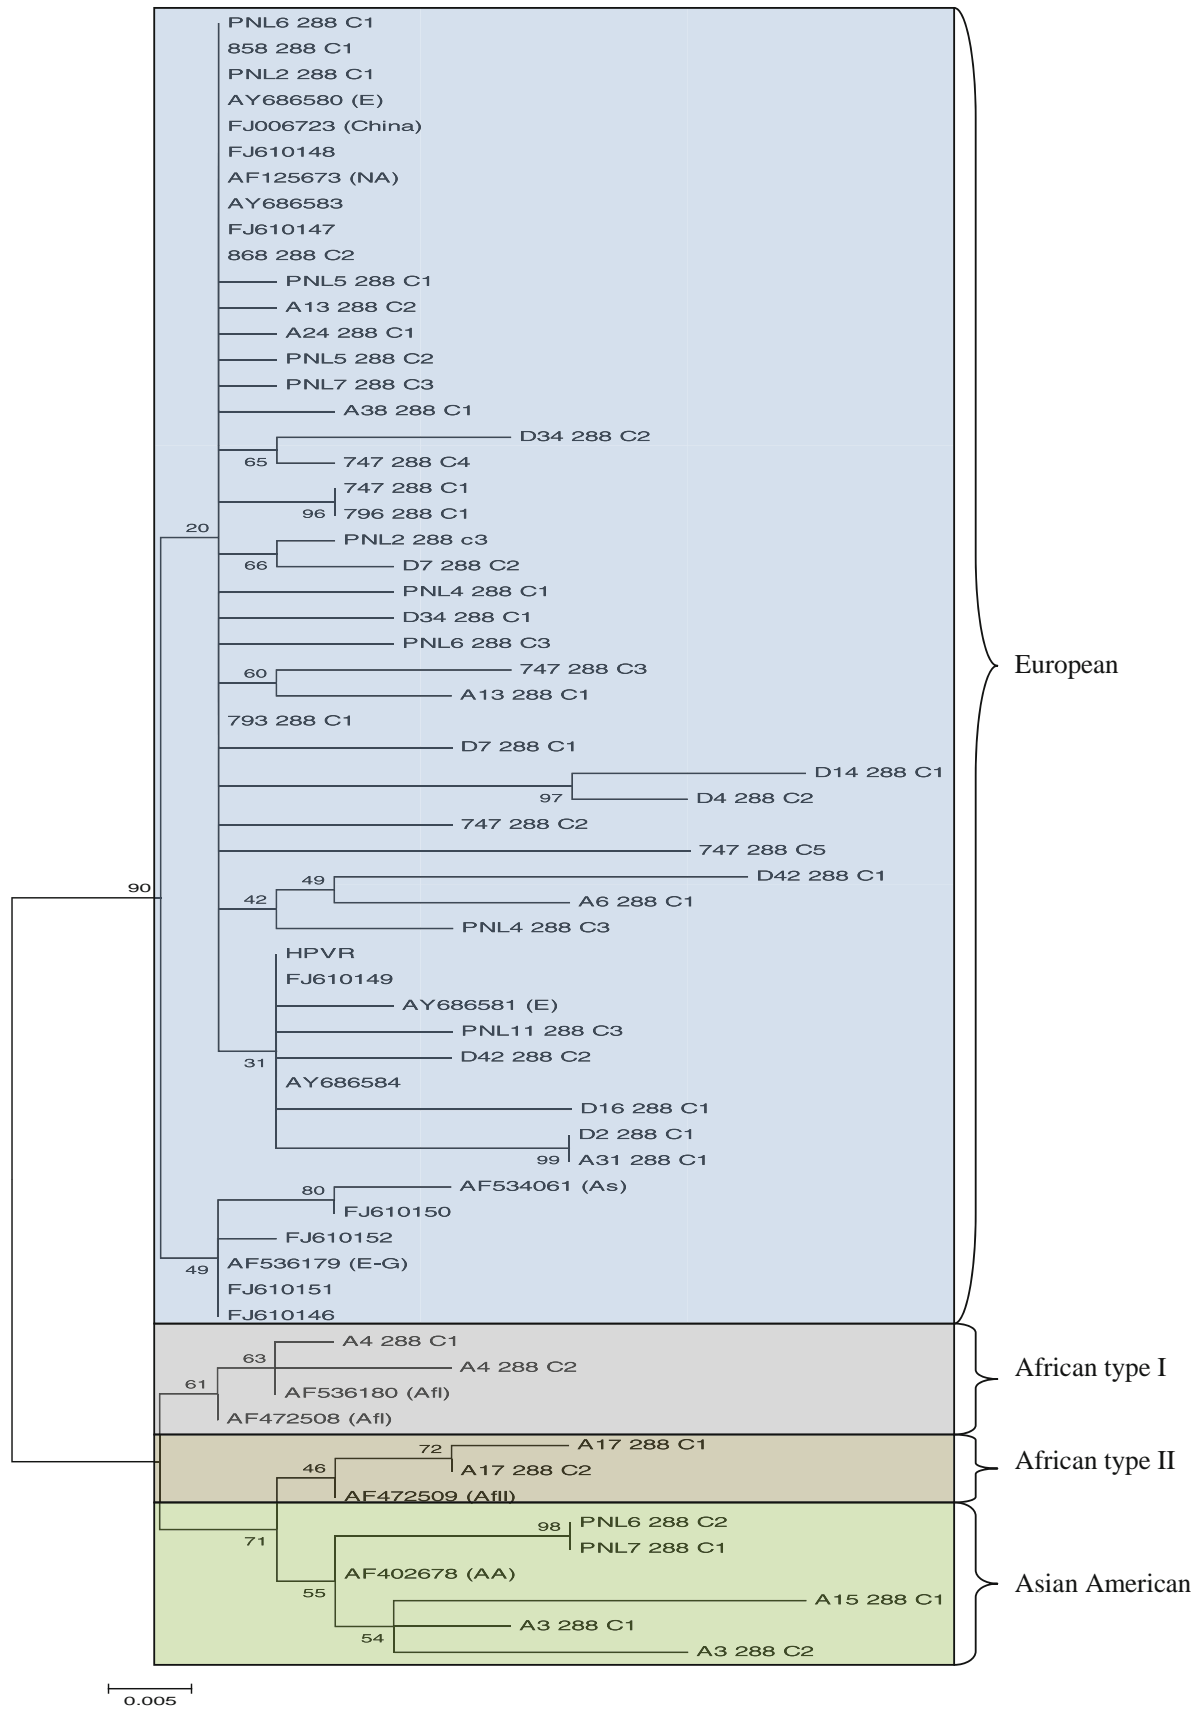 PNL6 288 C1
858 288 C1
PNL2 288 C1
AY686580 (E)
FJ006723 (China)
FJ610148
AF125673 (NA)
AY686583
FJ610147
868 288 C2
PNL5 288 C1
A13 288 C2
A24 288 C1
PNL5 288 C2
PNL7 288 C3
A38 288 C1
D34 288 C2
65
747 288 C4
747 288 C1
96
796 288 C1
20
PNL2 288 c3
66
D7 288 C2
PNL4 288 C1
D34 288 C1
PNL6 288 C3
European
60
747 288 C3
A13 288 C1
793 288 C1
D7 288 C1
D14 288 C1
97
D4 288 C2
747 288 C2
747 288 C5
90
49
D42 288 C1
42
A6 288 C1
PNL4 288 C3
HPVR
FJ610149
AY686581 (E)
PNL11 288 C3
D42 288 C2
31
AY686584
D16 288 C1
D2 288 C1
99
A31 288 C1
80
AF534061 (As)
FJ610150
FJ610152
49
AF536179 (E-G)
FJ610151
FJ610146
A4 288 C1
63
A4 288 C2
African type I
61
AF536180 (AfI)
AF472508 (AfI)
72
A17 288 C1
46
A17 288 C2
African type II
AF472509 (AfII)
98
PNL6 288 C2
71
PNL7 288 C1
AF402678 (AA)
Asian American
55
A15 288 C1
A3 288 C1
54
A3 288 C2
0.005